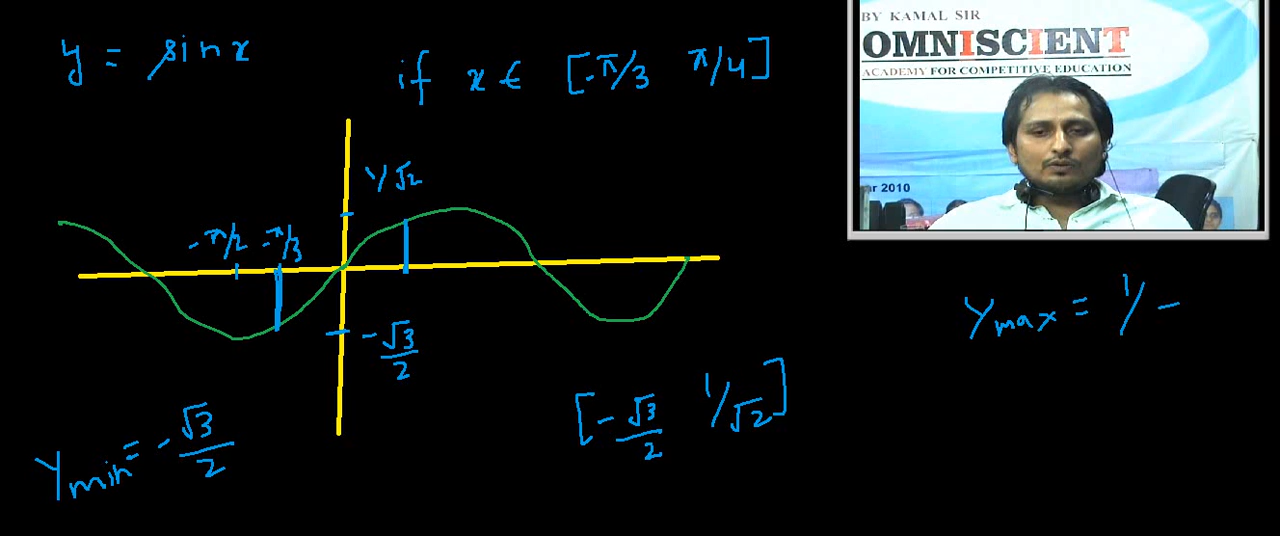 y = sin x
if x ∈ [-π/3 π/4]
1/√2
-π/2 -π/3
-√3/2
Ymin = -√3/2
[-√3/2 1/√2]
BY KAMAL SIR
OMNISCIENT
ACADEMY FOR COMPETITIVE EDUCATION
ar 2010
Ymax = 1/-